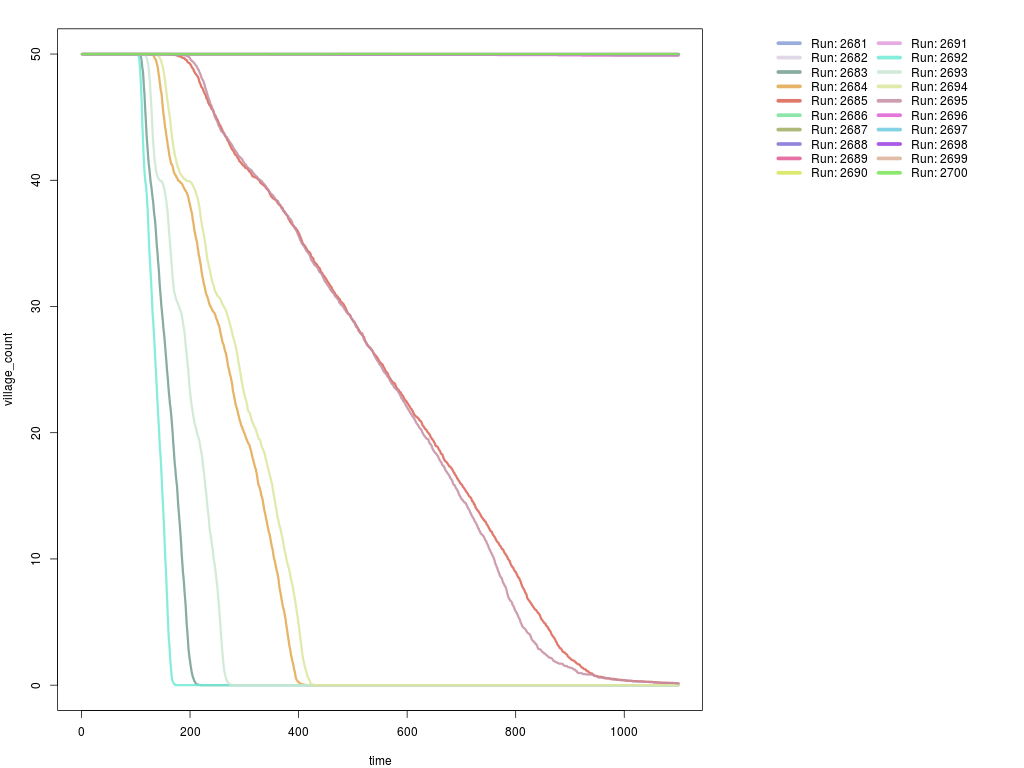 50
40
30
20
10
0
village_count
0 200 400 600 800 1000
time
Run: 2681 Run: 2691
Run: 2682 Run: 2692
Run: 2683 Run: 2693
Run: 2684 Run: 2694
Run: 2685 Run: 2695
Run: 2686 Run: 2696
Run: 2687 Run: 2697
Run: 2688 Run: 2698
Run: 2689 Run: 2699
Run: 2690 Run: 2700